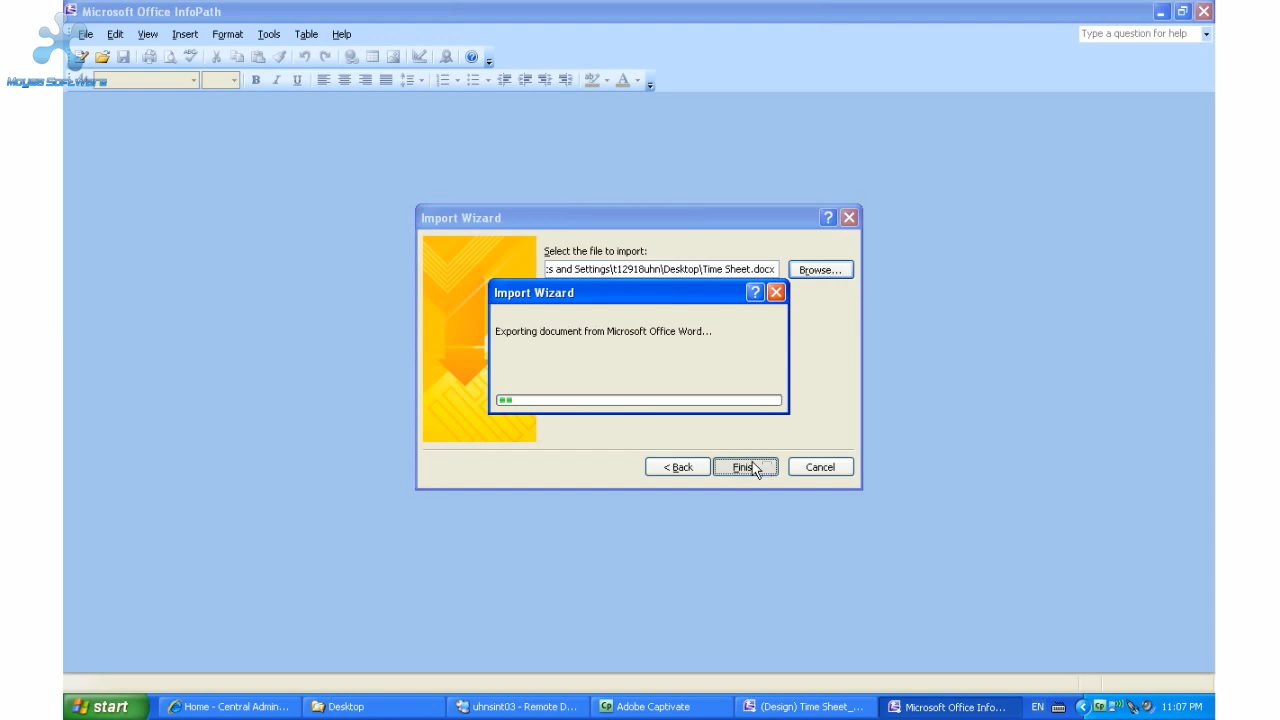 Microsoft Office InfoPath
File Edit View Insert Format Tools Table Help
Type a question for help
Moyea SoftWare
B I U
Import Wizard
Select the file to import:
:s and Settings\t12918uhn\Desktop\Time Sheet.docx
Browse...
Import Wizard
Exporting document from Microsoft Office Word...
< Back
Finis
Cancel
start
Home - Central Admin...
Desktop
uhnsint03 - Remote D...
Adobe Captivate
(Design) Time Sheet_...
Microsoft Office Info...
EN
11:07 PM